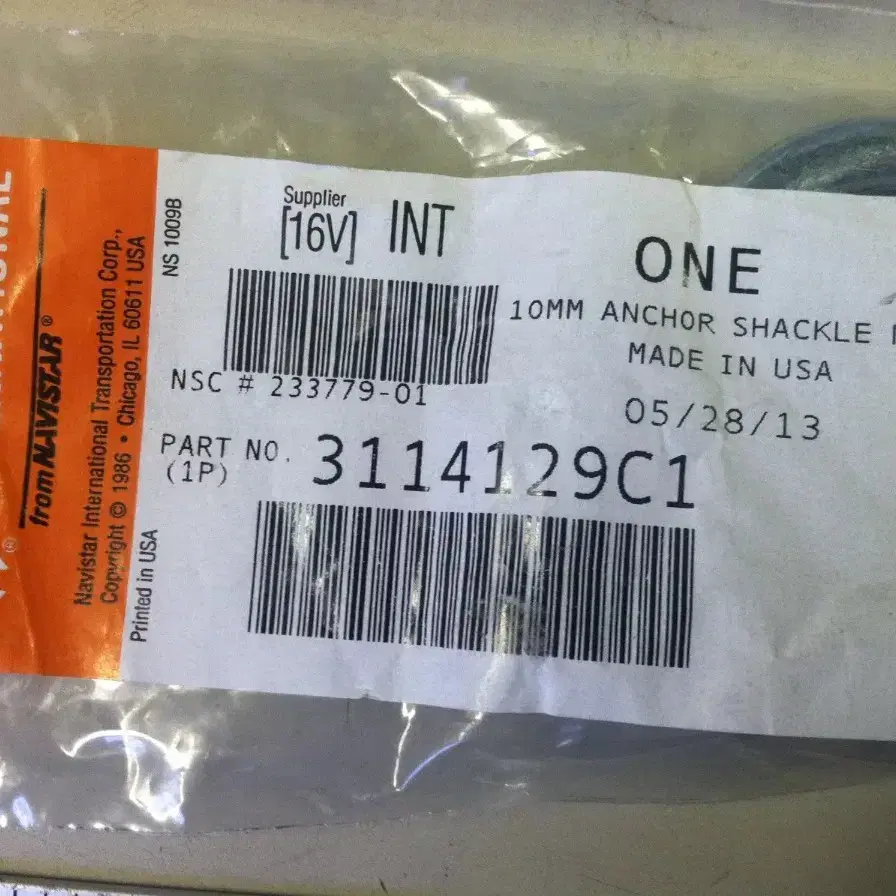 from NAVISTAR®
Navistar International Transportation Corp.,
Copyright © 1986 • Chicago, IL 60611 USA
Printed in USA
NS 1009B
Supplier
[16V] INT
NSC # 233779-01
ONE
10MM ANCHOR SHACKLE
MADE IN USA
05/28/13
PART NO.
(1P)
3114129C1